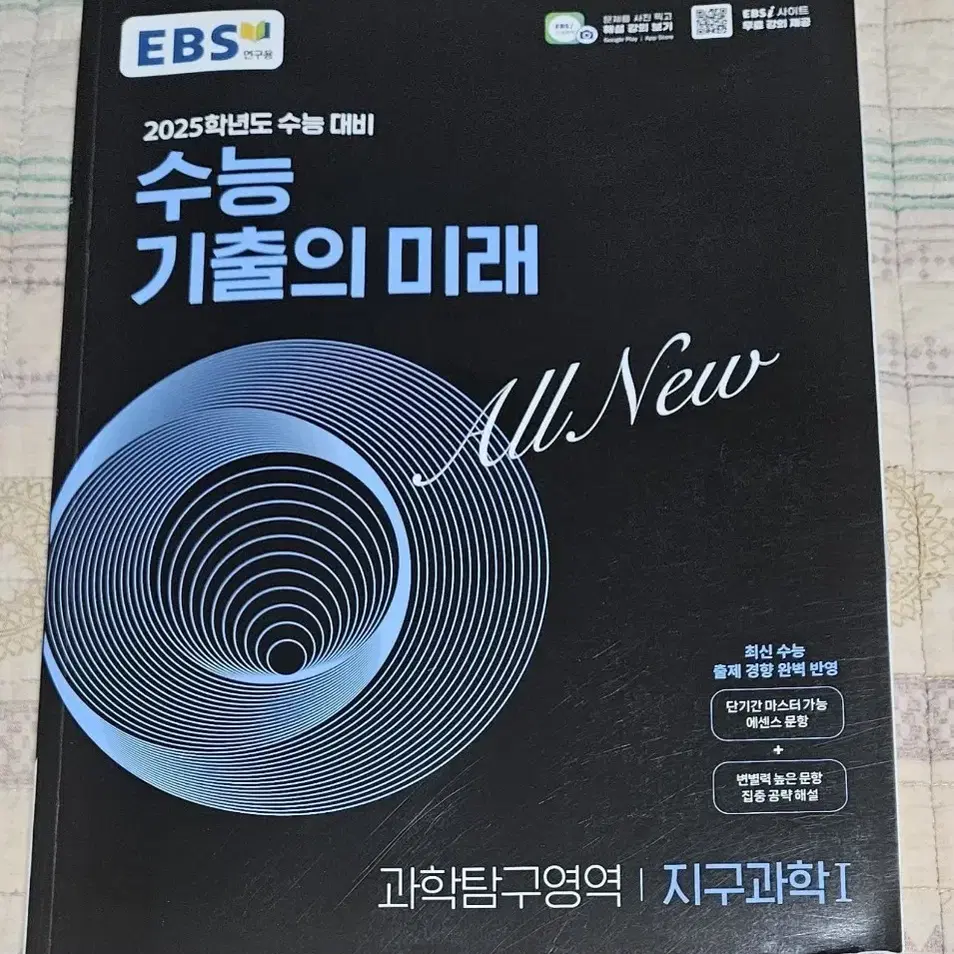 EBS
연구용
문제를 사진 찍고
해설 강의 보기
Google Play | App Store
EBSi 사이트
무료 강의 제공
2025학년도 수능 대비
수능
기출의 미래
All New
최신 수능
출제 경향 완벽 반영
단기간 마스터 가능
에센스 문항
+
변별력 높은 문항
집중 공략 해설
과학탐구영역 | 지구과학 I